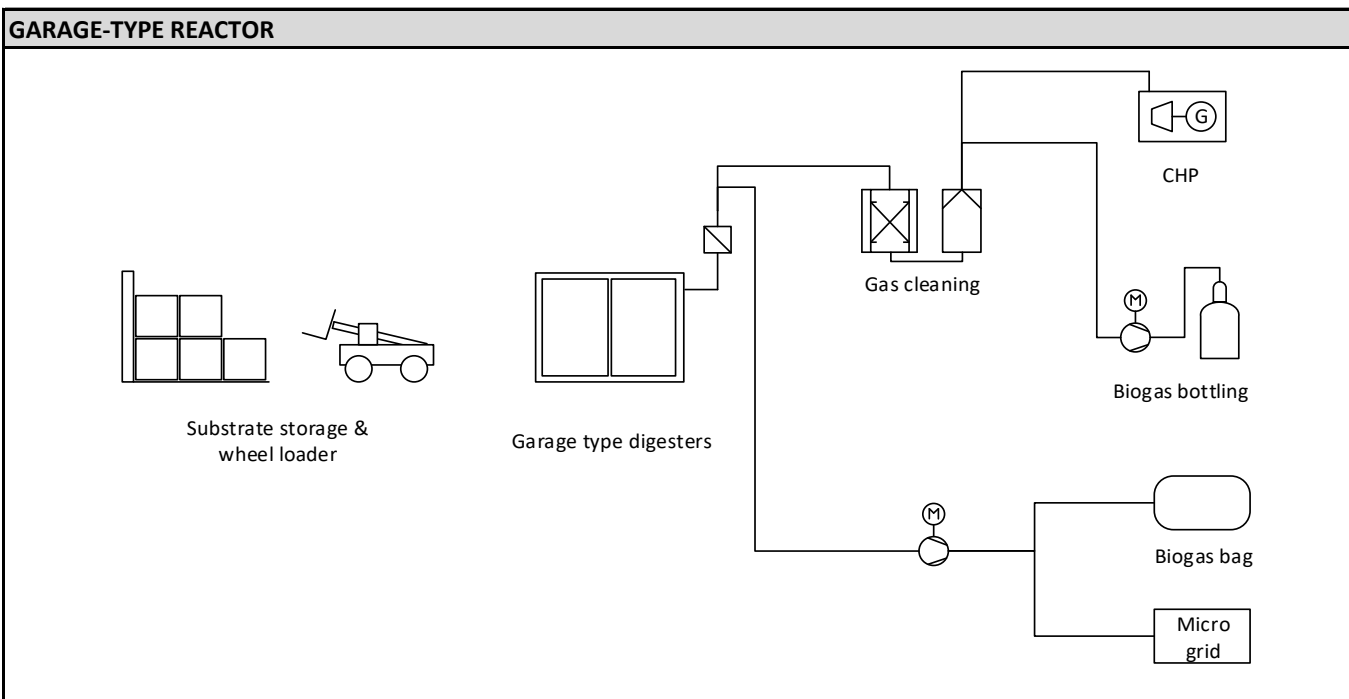 GARAGE-TYPE REACTOR
G
CHP
Gas cleaning
M
Biogas bottling
Substrate storage &
wheel loader
Garage type digesters
M
Biogas bag
Micro
grid